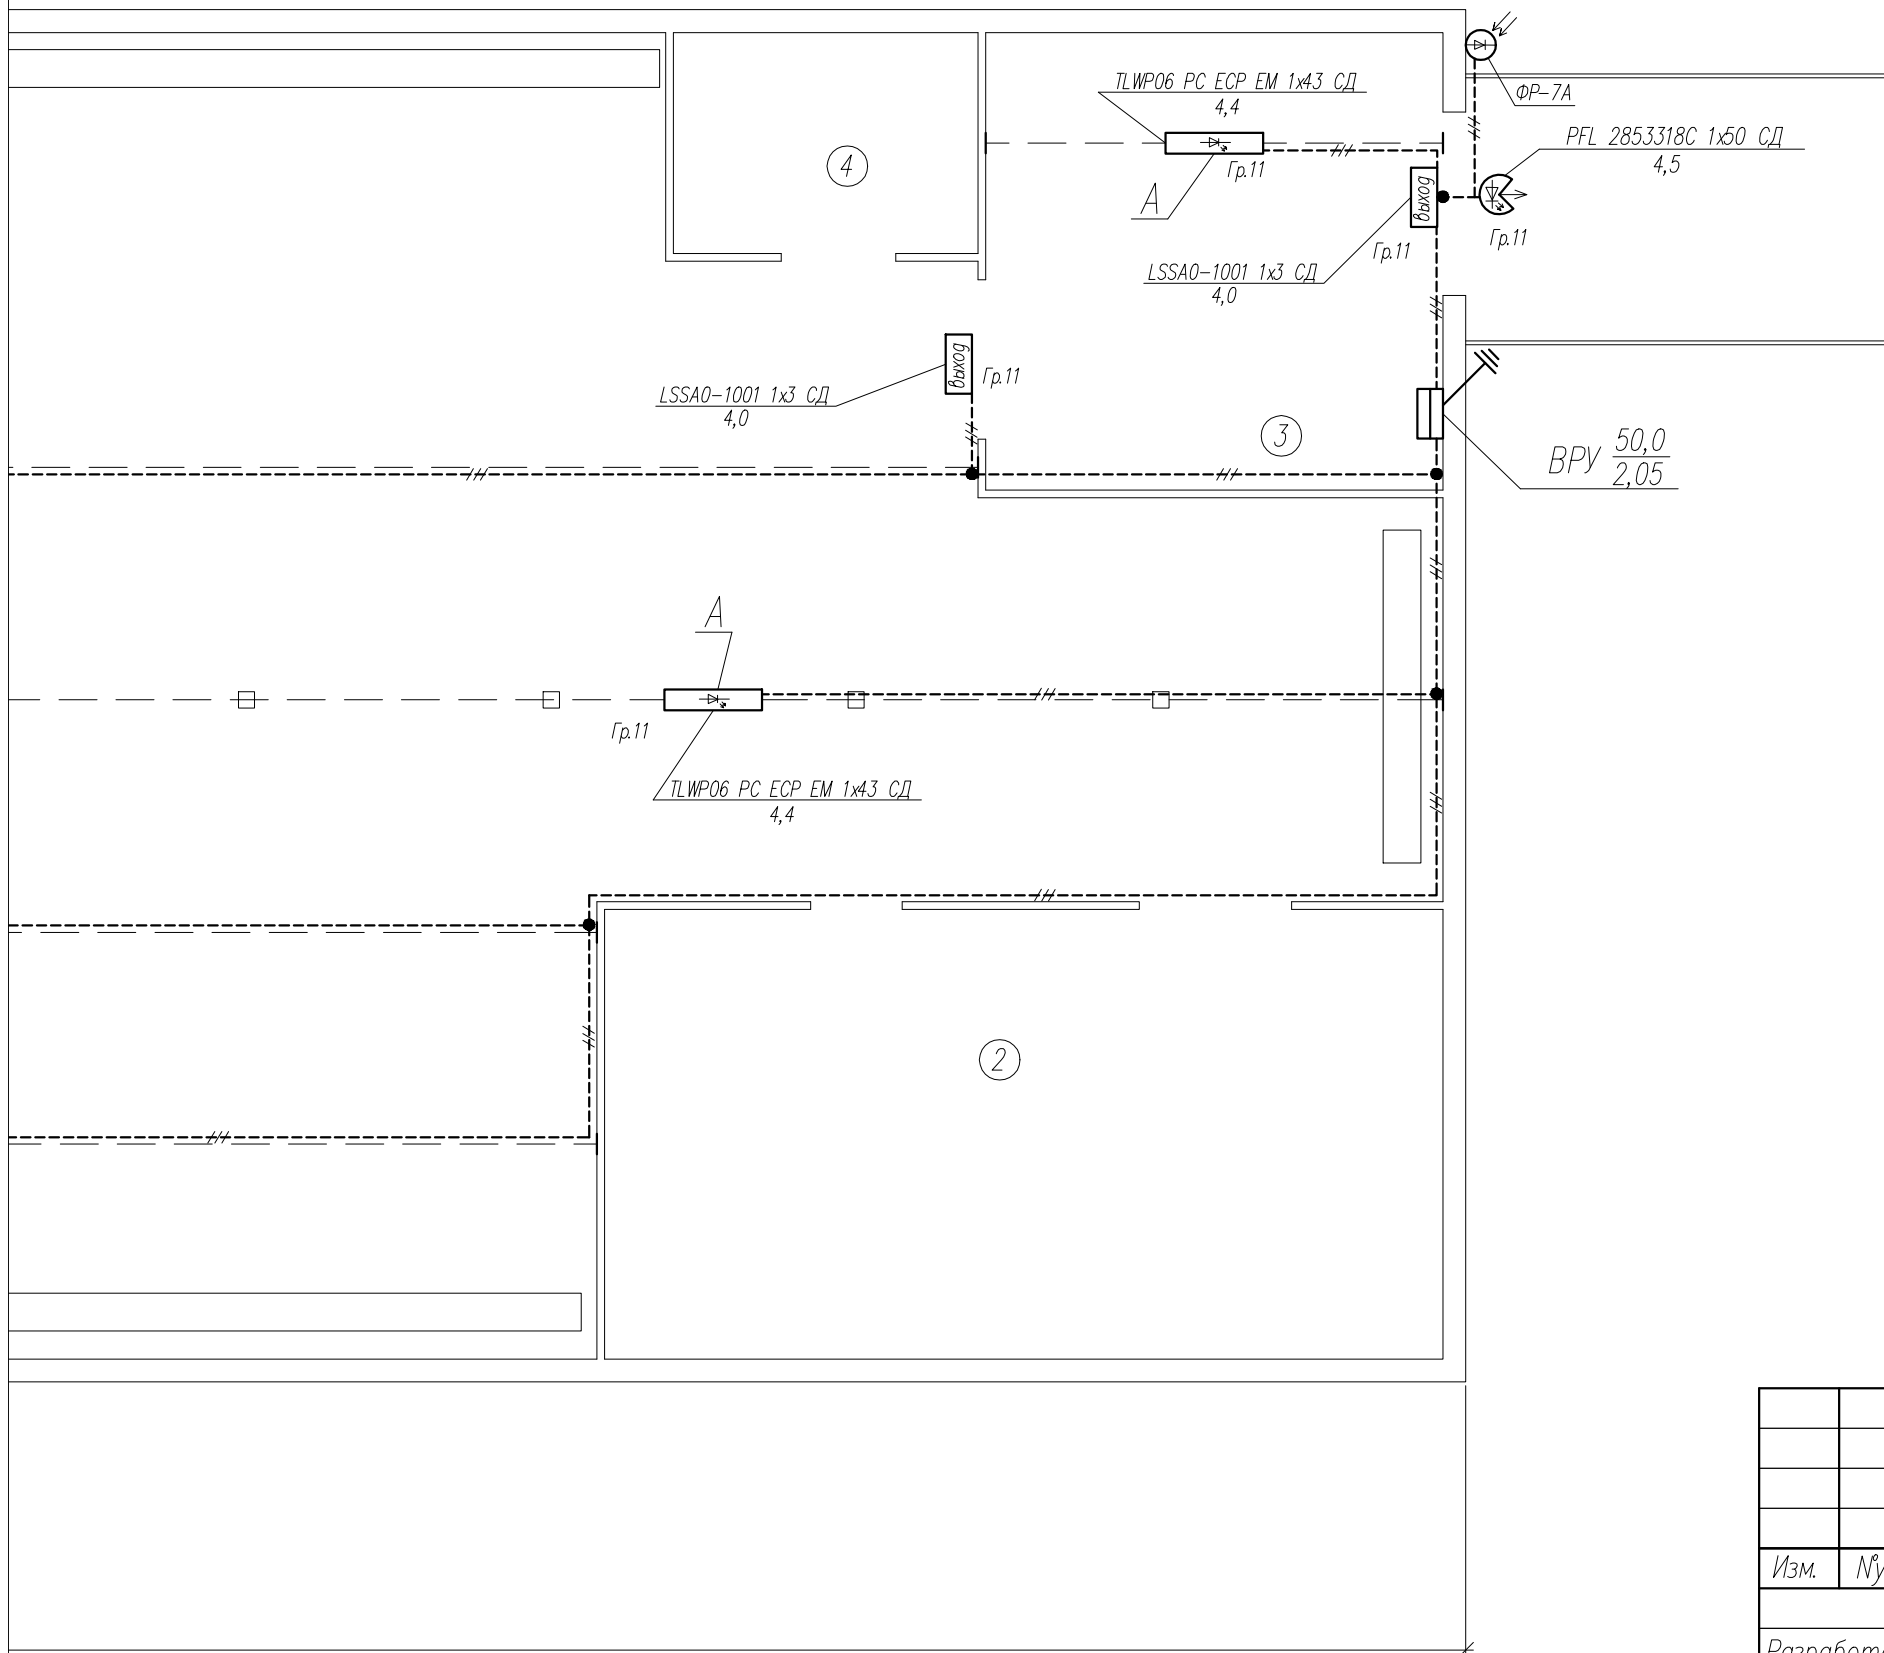 TLWP06 PC ECP EM 1x43 СД
4,4
ФР-7А
PFL 2853318C 1x50 СД
4,5
4
Гр.11
А
выход
Гр.11
Гр.11
LSSA0-1001 1x3 СД
4,0
выход
Гр.11
LSSA0-1001 1x3 СД
4,0
3
ВРУ 50,0
2,05
А
Гр.11
TLWP06 PC ECP EM 1x43 СД
4,4
2
Изм.